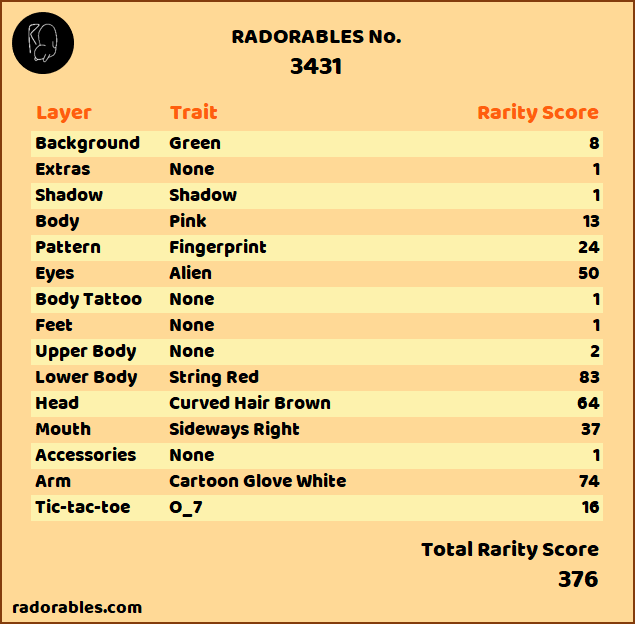 RADORABLES No.
3431
Layer Trait Rarity Score
Background Green 8
Extras None 1
Shadow Shadow 1
Body Pink 13
Pattern Fingerprint 24
Eyes Alien 50
Body Tattoo None 1
Feet None 1
Upper Body None 2
Lower Body String Red 83
Head Curved Hair Brown 64
Mouth Sideways Right 37
Accessories None 1
Arm Cartoon Glove White 74
Tic-tac-toe O_7 16
Total Rarity Score
376
radorables.com